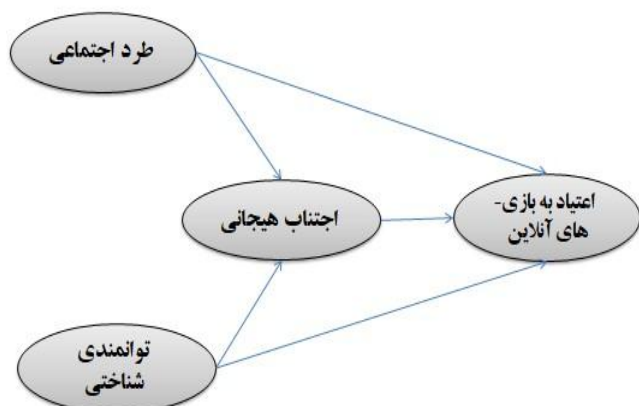 طرد اجتماعی
اجتناب هیجانی
اعتیاد به بازی-
های آنلاین
توانمندی
شناختی